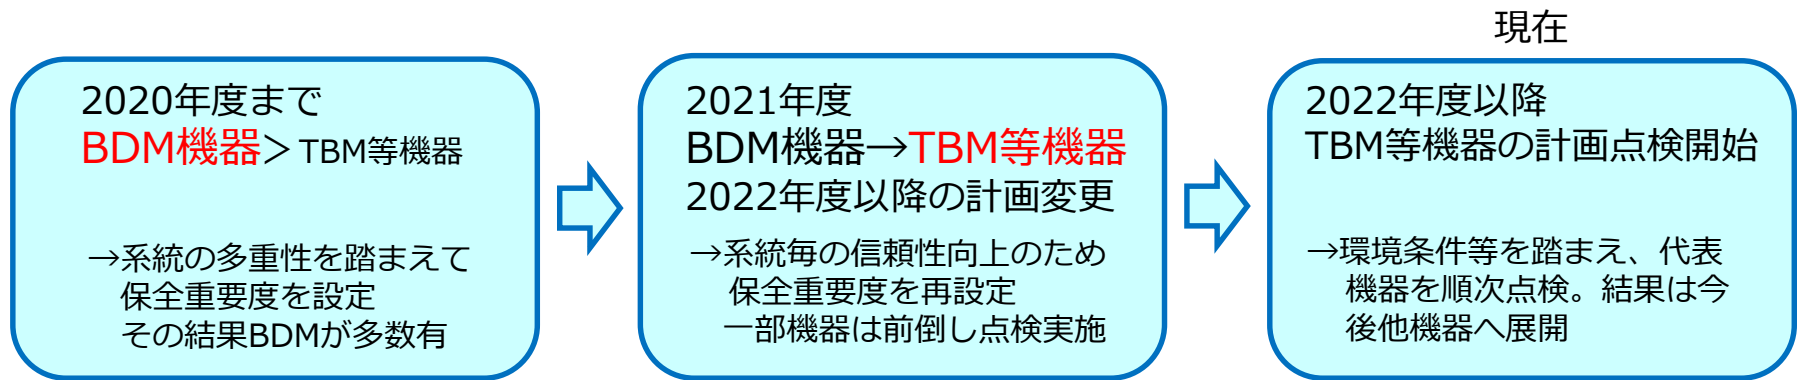 2020年度まで
BDM機器＞TBM等機器
→系統の多重性を踏まえて
保全重要度を設定
その結果BDMが多数有
2021年度
BDM機器→TBM等機器
2022年度以降の計画変更
→系統毎の信頼性向上のため
保全重要度を再設定
一部機器は前倒し点検実施
現在
2022年度以降
TBM等機器の計画点検開始
→環境条件等を踏まえ、代表
機器を順次点検。結果は今
後他機器へ展開